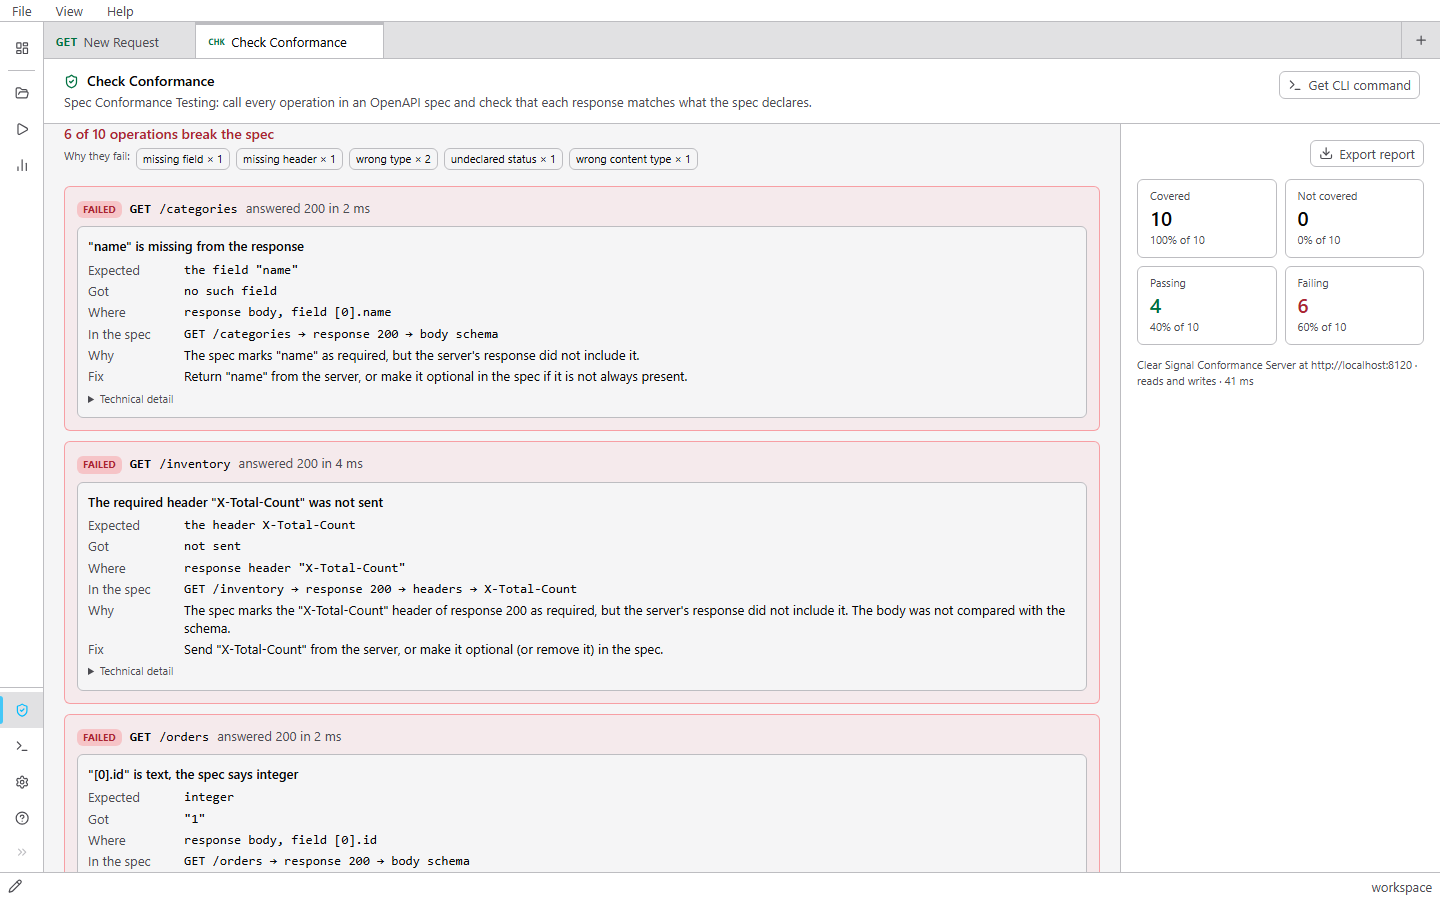 File View Help
GET New Request
CHK Check Conformance
Check Conformance
Spec Conformance Testing: call every operation in an OpenAPI spec and check that each response matches what the spec declares.
Get CLI command
6 of 10 operations break the spec
Why they fail: missing field × 1 missing header × 1 wrong type × 2 undeclared status × 1 wrong content type × 1
FAILED GET /categories answered 200 in 2 ms
"name" is missing from the response
Expected the field "name"
Got no such field
Where response body, field [0].name
In the spec GET /categories → response 200 → body schema
Why The spec marks "name" as required, but the server's response did not include it.
Fix Return "name" from the server, or make it optional in the spec if it is not always present.
Technical detail
FAILED GET /inventory answered 200 in 4 ms
The required header "X-Total-Count" was not sent
Expected the header X-Total-Count
Got not sent
Where response header "X-Total-Count"
In the spec GET /inventory → response 200 → headers → X-Total-Count
Why The spec marks the "X-Total-Count" header of response 200 as required, but the server's response did not include it. The body was not compared with the
schema.
Fix Send "X-Total-Count" from the server, or make it optional (or remove it) in the spec.
Technical detail
FAILED GET /orders answered 200 in 2 ms
"[0].id" is text, the spec says integer
Expected integer
Got "1"
Where response body, field [0].id
In the spec GET /orders → response 200 → body schema
Export report
Covered
10
100% of 10
Not covered
0
0% of 10
Passing
4
40% of 10
Failing
6
60% of 10
Clear Signal Conformance Server at http://localhost:8120 ·
reads and writes · 41 ms
workspace